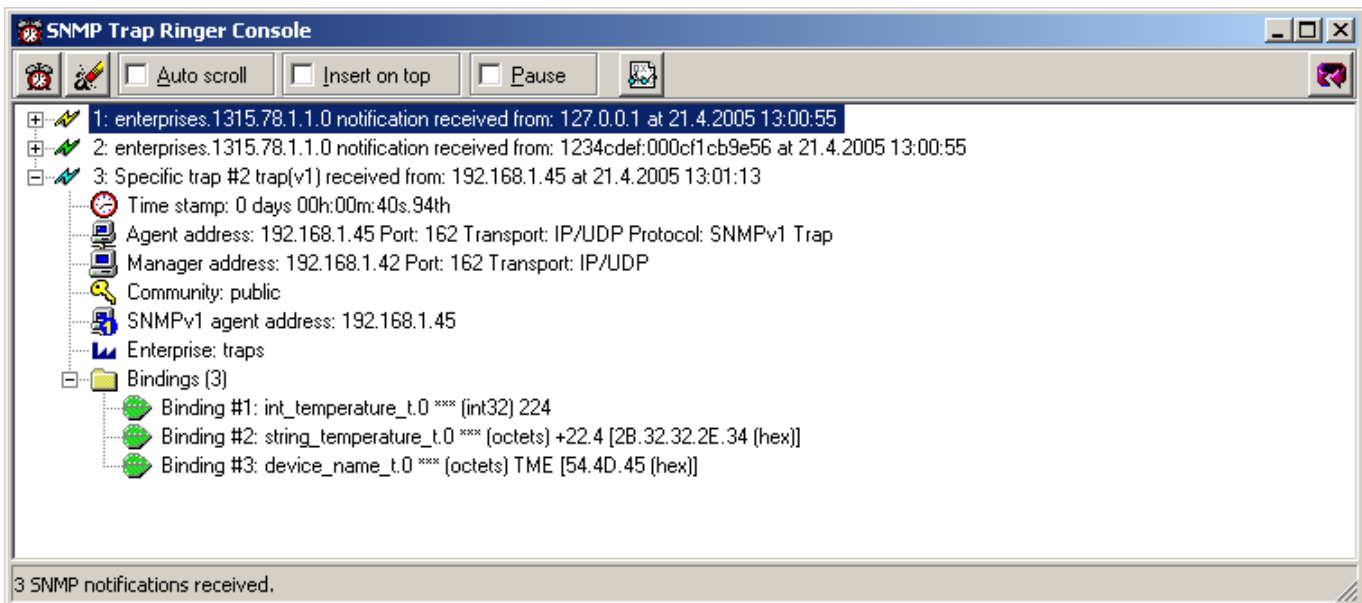 SNMP Trap Ringer Console
Auto scroll Insert on top Pause
1: enterprises.1315.78.1.1.0 notification received from: 127.0.0.1 at 21.4.2005 13:00:55
2: enterprises.1315.78.1.1.0 notification received from: 1234cdef:000cf1cb9e56 at 21.4.2005 13:00:55
3: Specific trap #2 trap(v1) received from: 192.168.1.45 at 21.4.2005 13:01:13
Time stamp: 0 days 00h:00m:40s.94th
Agent address: 192.168.1.45 Port: 162 Transport: IP/UDP Protocol: SNMPv1 Trap
Manager address: 192.168.1.42 Port: 162 Transport: IP/UDP
Community: public
SNMPv1 agent address: 192.168.1.45
Enterprise: traps
Bindings (3)
Binding #1: int_temperature_t.0 *** (int32) 224
Binding #2: string_temperature_t.0 *** (octets) +22.4 [2B.32.32.2E.34 (hex)]
Binding #3: device_name_t.0 *** (octets) TME [54.4D.45 (hex)]
3 SNMP notifications received.